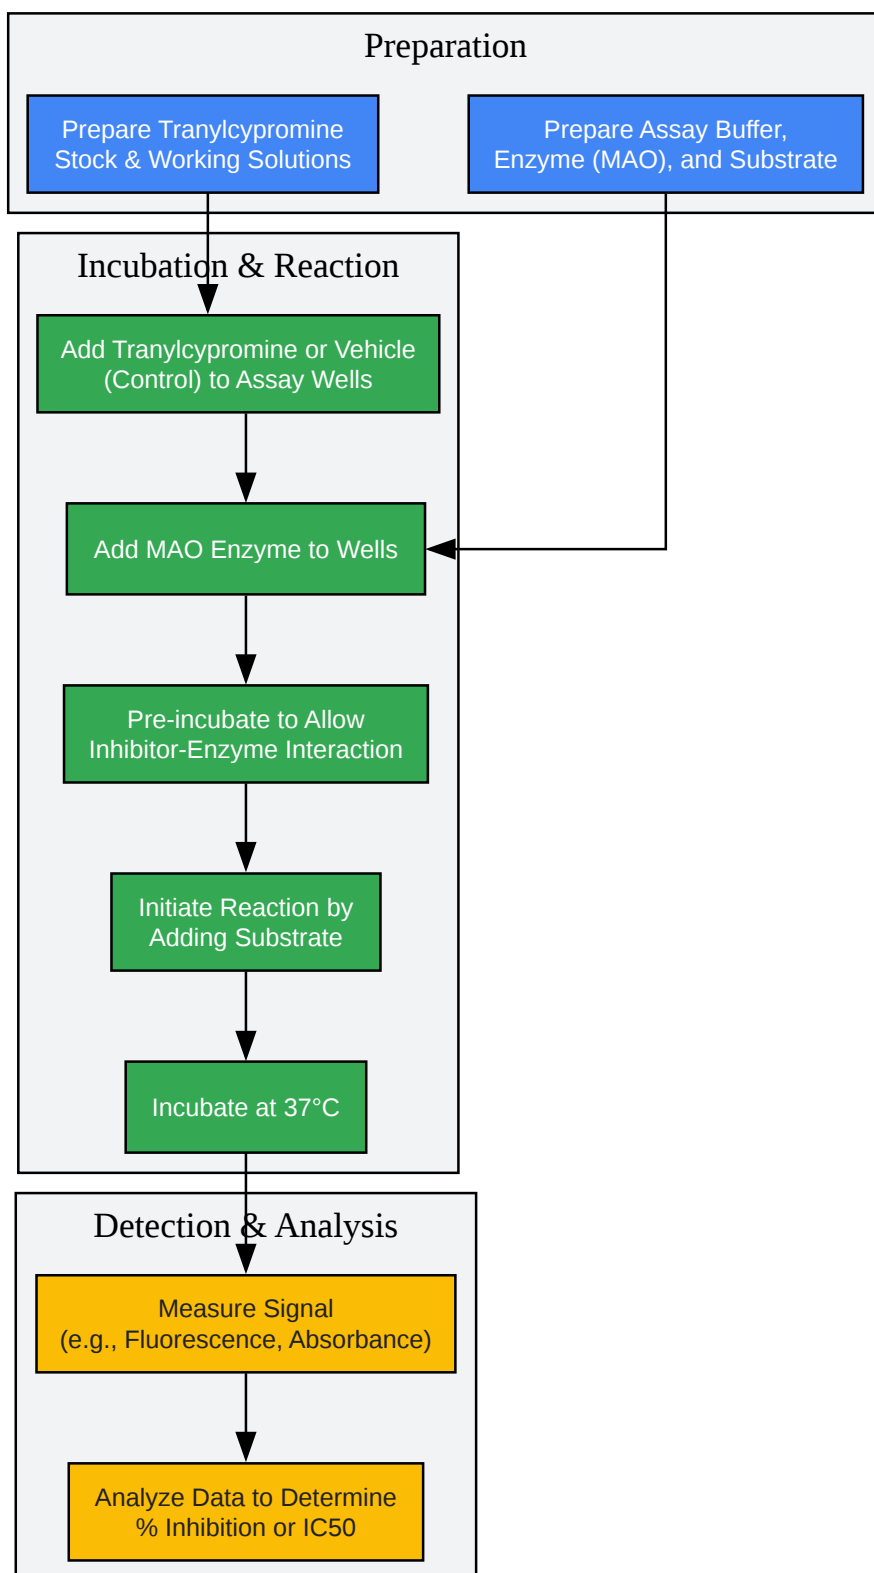 Preparation
Prepare Tranylcypromine
Stock & Working Solutions
Prepare Assay Buffer,
Enzyme (MAO), and Substrate
Incubation & Reaction
Add Tranylcypromine or Vehicle
(Control) to Assay Wells
Add MAO Enzyme to Wells
Pre-incubate to Allow
Inhibitor-Enzyme Interaction
Initiate Reaction by
Adding Substrate
Incubate at 37°C
Detection & Analysis
Measure Signal
(e.g., Fluorescence, Absorbance)
Analyze Data to Determine
% Inhibition or IC50